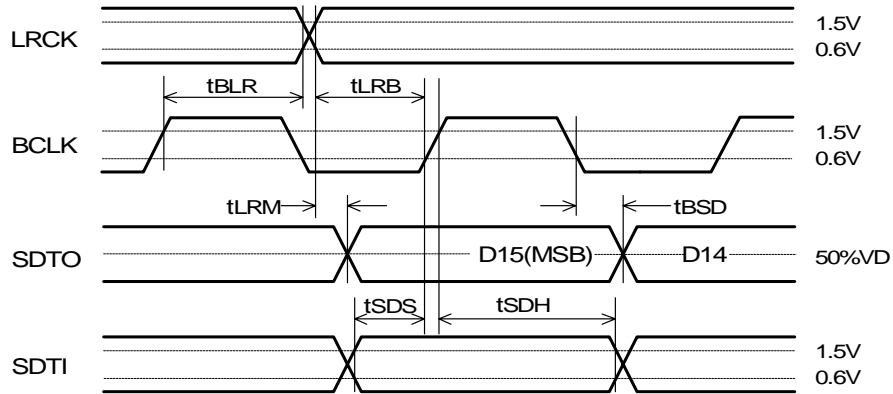 LRCK
1.5V
0.6V
tBLR
tLRB
BCLK
1.5V
0.6V
tLRM
tBSD
SDTO
D15(MSB)
D14
50%VD
tSDS
tSDH
SDTI
1.5V
0.6V